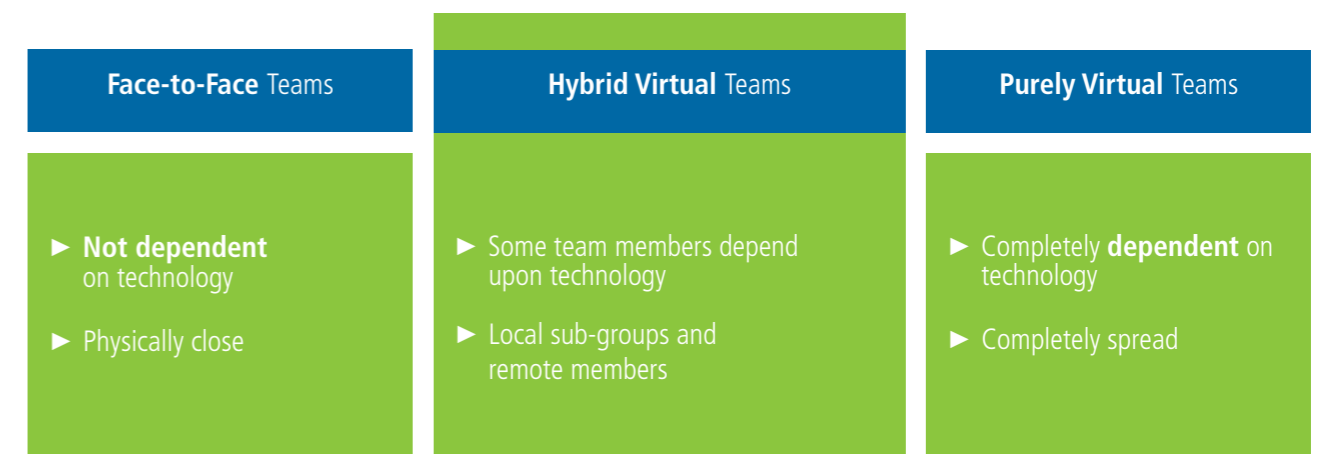 Face-to-Face Teams
► Not dependent
on technology
► Physically close
Hybrid Virtual Teams
► Some team members depend
upon technology
► Local sub-groups and
remote members
Purely Virtual Teams
► Completely dependent on
technology
► Completely spread